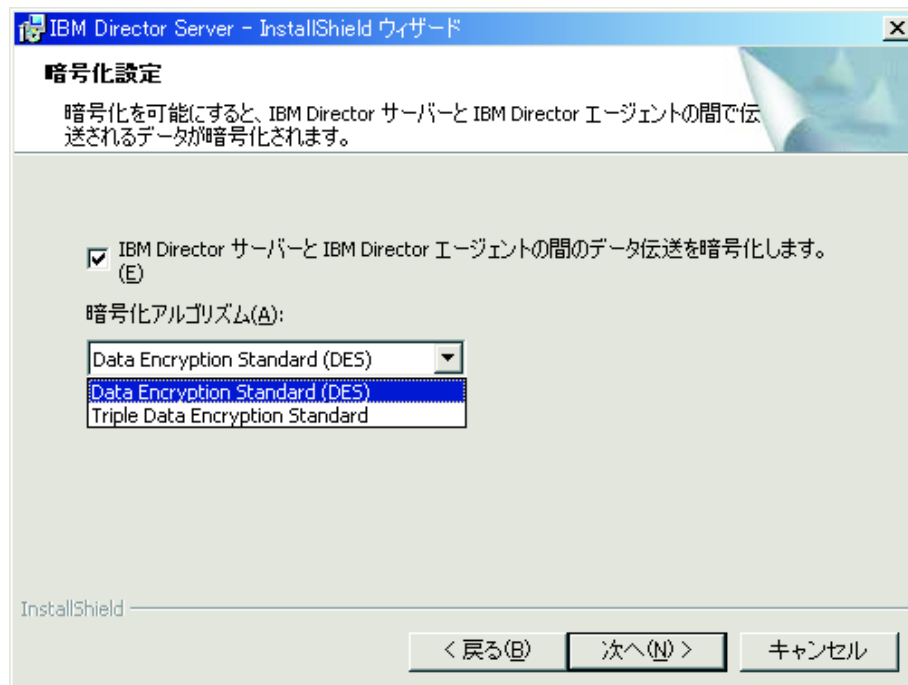 IBM Director Server - InstallShield ウィザード
暗号化設定
暗号化を可能にすると、IBM Director サーバーと IBM Director エージェントの間で伝
送されるデータが暗号化されます。
IBM Director サーバーと IBM Director エージェントの間のデータ伝送を暗号化します。
(E)
暗号化アルゴリズム(A):
Data Encryption Standard (DES)
Data Encryption Standard (DES)
Triple Data Encryption Standard
InstallShield
< 戻る(B)
次へ(N) >
キャンセル